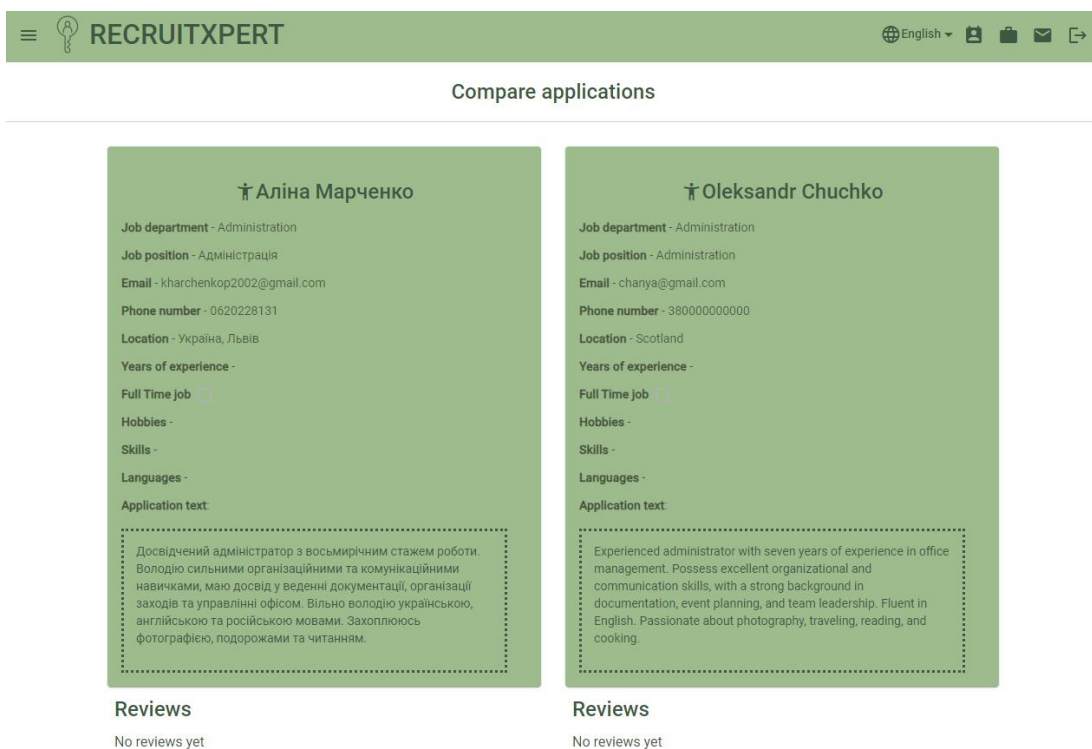 RECRUITXPERT
English
Compare applications
Аліна Марченко
Job department - Administration
Job position - Адміністрація
Email - kharchenkop2002@gmail.com
Phone number - 0620228131
Location - Україна, Львів
Years of experience -
Full Time job
Hobbies -
Skills -
Languages -
Application text:
Досвідчений адміністратор з восьмирічним стажем роботи.
Володію сильними організаційними та комунікаційними
навичками, маю досвід у веденні документації, організації
заходів та управлінні офісом. Вільно володію українською,
англійською та російською мовами. Захоплююсь
фотографією, подорожами та читанням.
Reviews
No reviews yet
Oleksandr Chuchko
Job department - Administration
Job position - Administration
Email - chanya@gmail.com
Phone number - 380000000000
Location - Scotland
Years of experience -
Full Time job
Hobbies -
Skills -
Languages -
Application text:
Experienced administrator with seven years of experience in office
management. Possess excellent organizational and
communication skills, with a strong background in
documentation, event planning, and team leadership. Fluent in
English. Passionate about photography, traveling, reading, and
cooking.
Reviews
No reviews yet